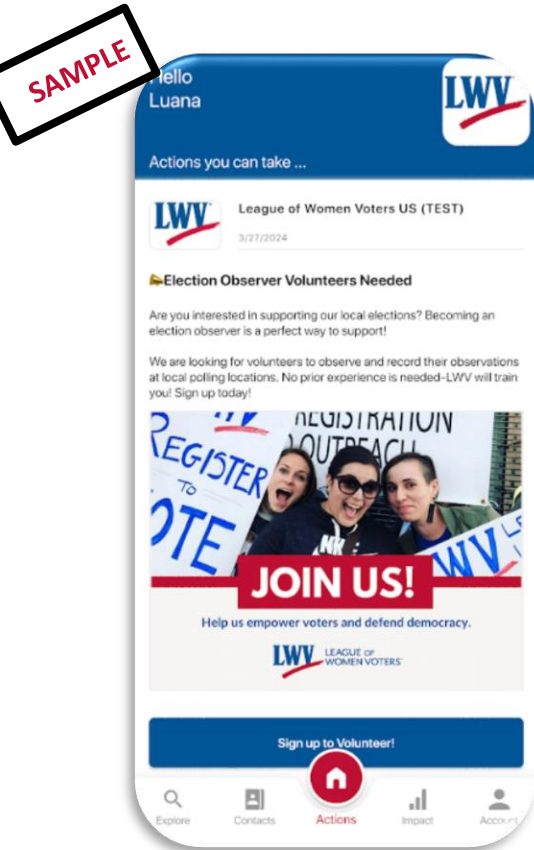 SAMPLE
Hello
Luana
LWV
Actions you can take ...
LWV
League of Women Voters US (TEST)
3/27/2024
Election Observer Volunteers Needed
Are you interested in supporting our local elections? Becoming an
election observer is a perfect way to support!
We are looking for volunteers to observe and record their observations
at local polling locations. No prior experience is needed-LWV will train
you! Sign up today!
REGISTRATION
OUTREACH
REGISTER
TO
VOTE
LWV
JOIN US!
Help us empower voters and defend democracy.
LWV LEAGUE OF
WOMEN VOTERS
Sign up to Volunteer!
Explore Contacts Actions Impact Account